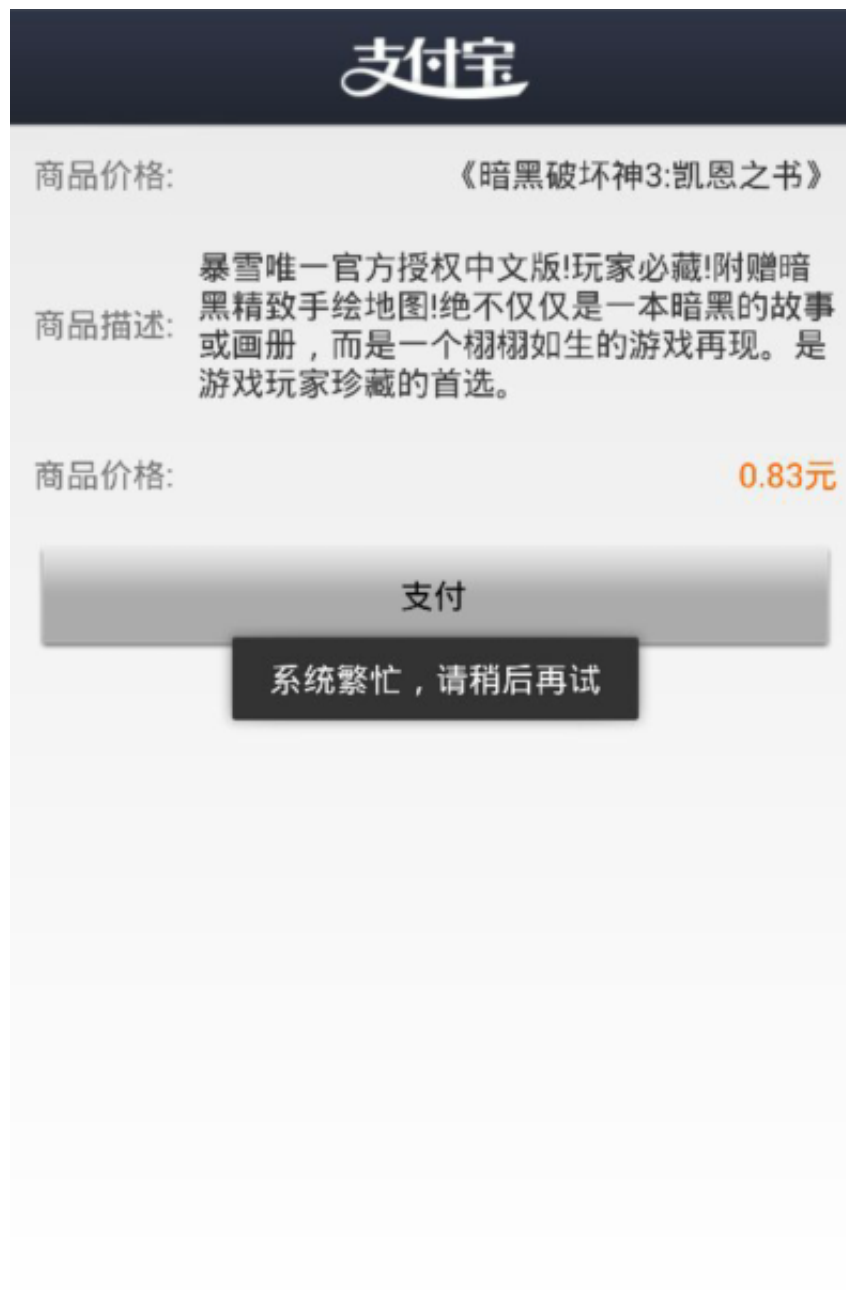 支付宝
商品价格:
《暗黑破坏神3:凯恩之书》
商品描述:
暴雪唯一官方授权中文版!玩家必藏!附赠暗
黑精致手绘地图!绝不仅仅是一本暗黑的故事
或画册，而是一个栩栩如生的游戏再现。是
游戏玩家珍藏的首选。
商品价格:
0.83元
支付
系统繁忙，请稍后再试